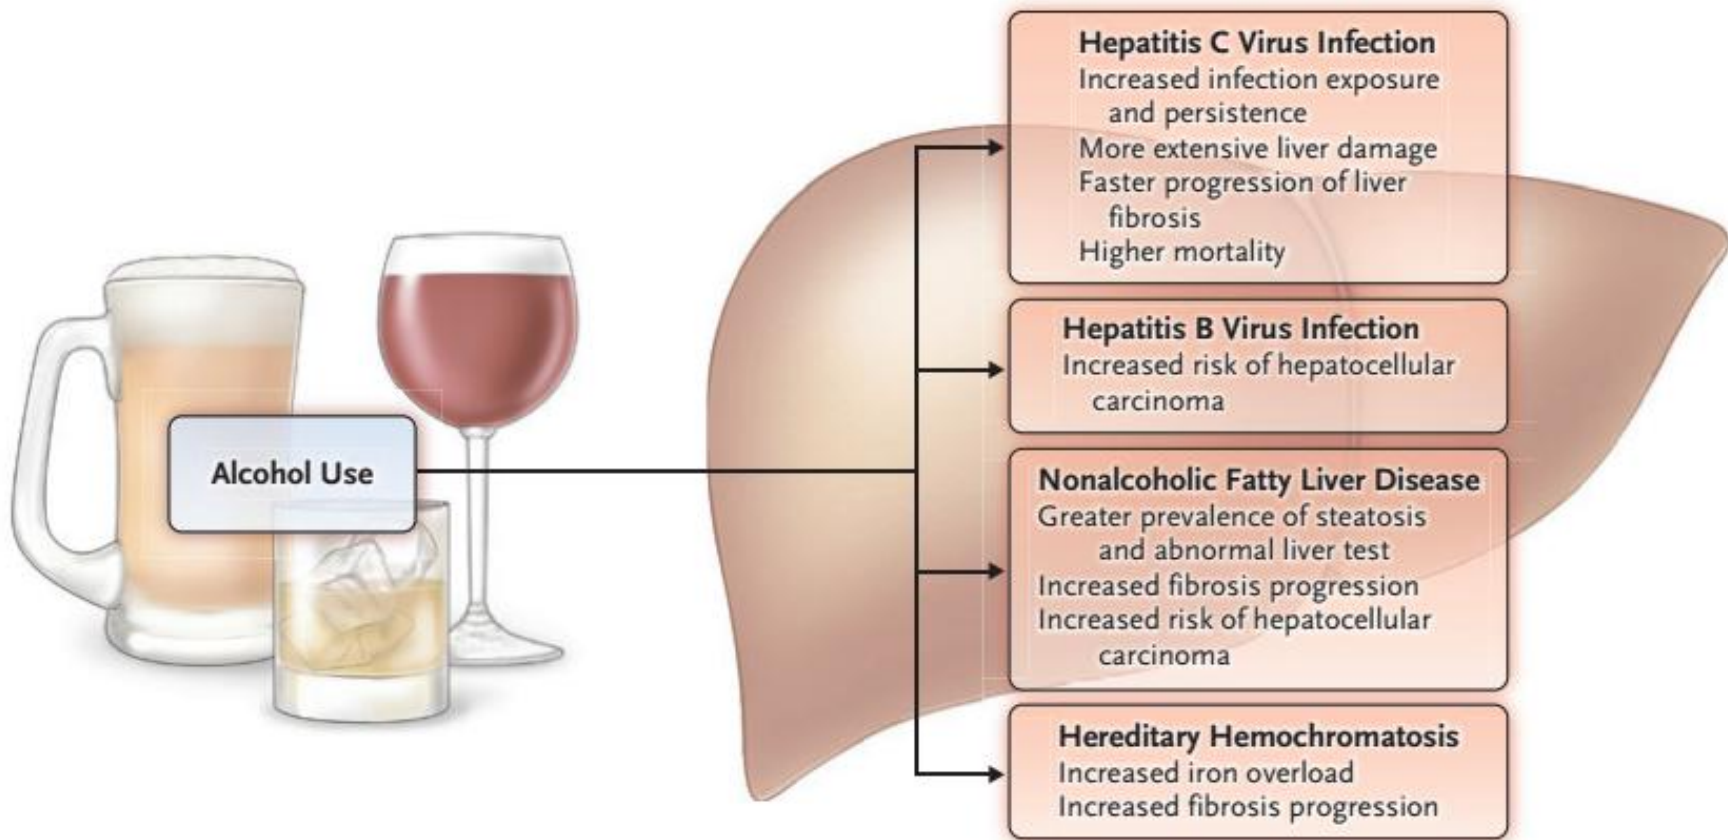 Alcohol Use
Hepatitis C Virus Infection
Increased infection exposure
and persistence
More extensive liver damage
Faster progression of liver
fibrosis
Higher mortality
Hepatitis B Virus Infection
Increased risk of hepatocellular
carcinoma
Nonalcoholic Fatty Liver Disease
Greater prevalence of steatosis
and abnormal liver test
Increased fibrosis progression
Increased risk of hepatocellular
carcinoma
Hereditary Hemochromatosis
Increased iron overload
Increased fibrosis progression